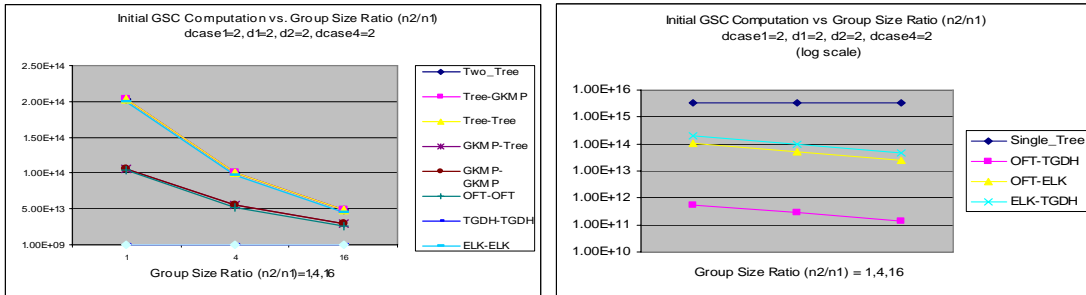 Initial GSC Computation vs. Group Size Ratio (n2/n1)
dcase1=2, d1=2, d2=2, dcase4=2
2.50E+14
2.00E+14
1.50E+14
1.00E+14
5.00E+13
1.00E+09
1
4
16
Group Size Ratio (n2/n1)=1,4,16
Two_Tree
Tree-GKMP
Tree-Tree
GKMP-Tree
GKMP-
GKMP
OFT-OFT
TGDH-TGDH
ELK-ELK
Initial GSC Computation vs Group Size Ratio (n2/n1)
dcase1=2, d1=2, d2=2, dcase4=2
(log scale)
1.00E+16
1.00E+15
1.00E+14
1.00E+13
1.00E+12
1.00E+11
1.00E+10
Group Size Ratio (n2/n1) = 1,4,16
Single_Tree
OFT-TGDH
OFT-ELK
ELK-TGDH